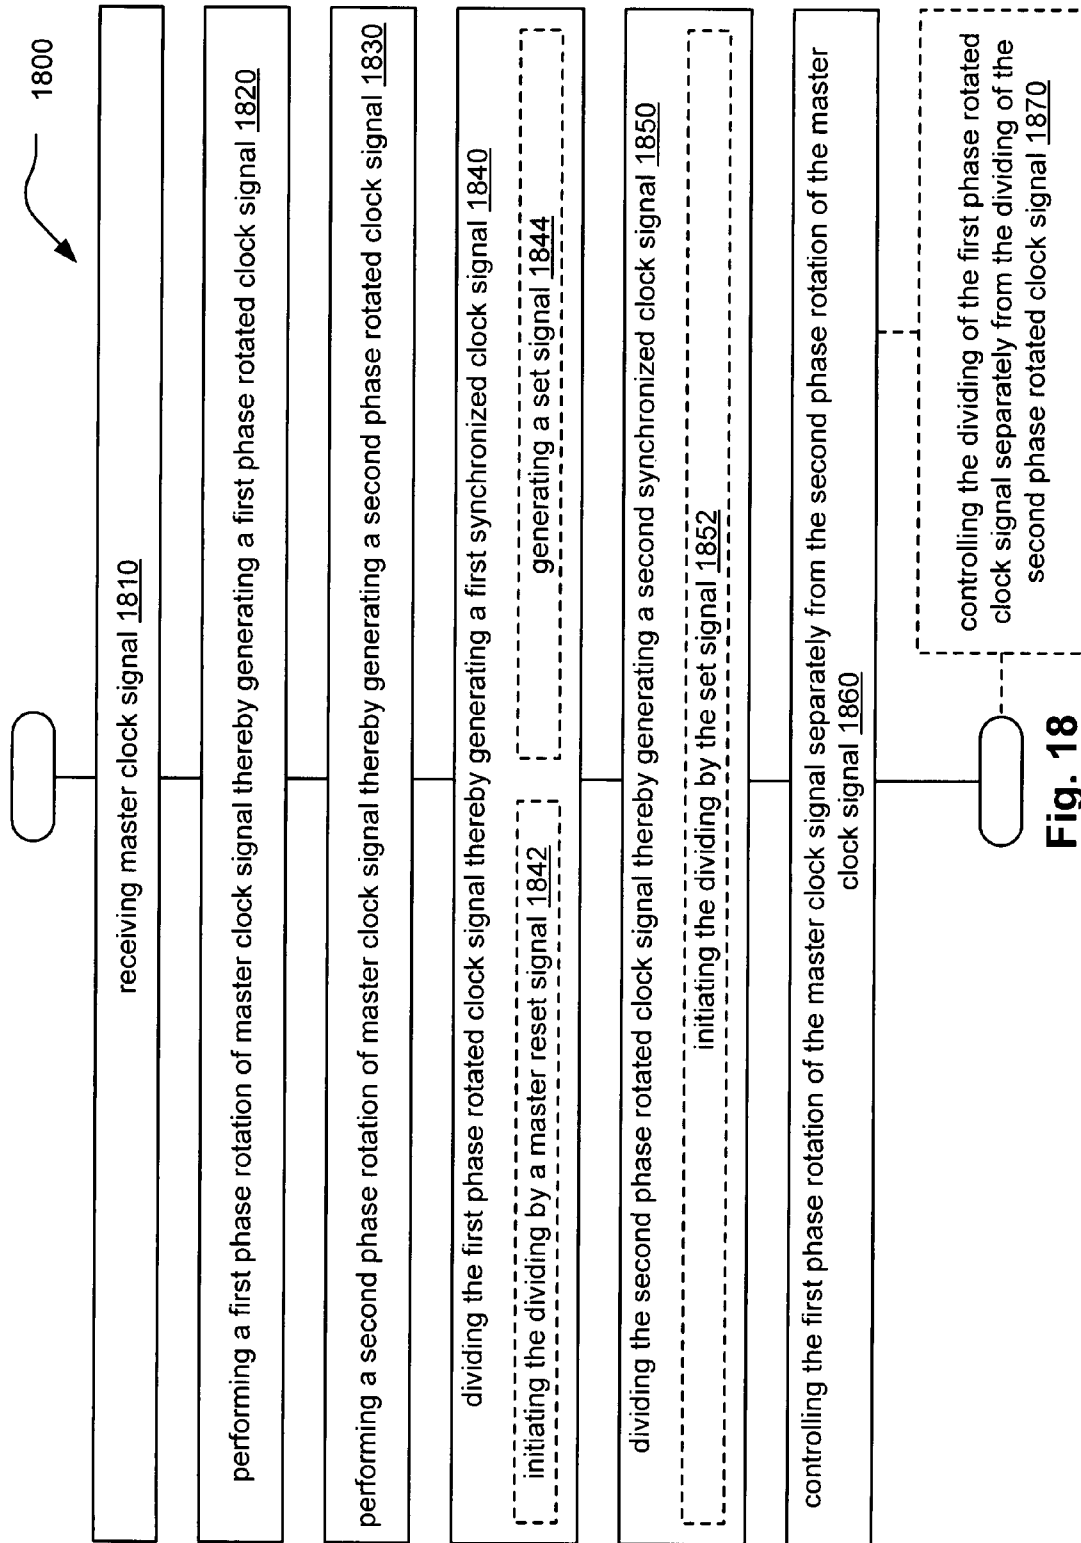 1800
receiving master clock signal 1810
performing a first phase rotation of master clock signal thereby generating a first phase rotated clock signal 1820
performing a second phase rotation of master clock signal thereby generating a second phase rotated clock signal 1830
dividing the first phase rotated clock signal thereby generating a first synchronized clock signal 1840
initiating the dividing by a master reset signal 1842
generating a set signal 1844
dividing the second phase rotated clock signal thereby generating a second synchronized clock signal 1850
initiating the dividing by the set signal 1852
controlling the first phase rotation of the master clock signal separately from the second phase rotation of the master
clock signal 1860
controlling the dividing of the first phase rotated
clock signal separately from the dividing of the
second phase rotated clock signal 1870
Fig. 18